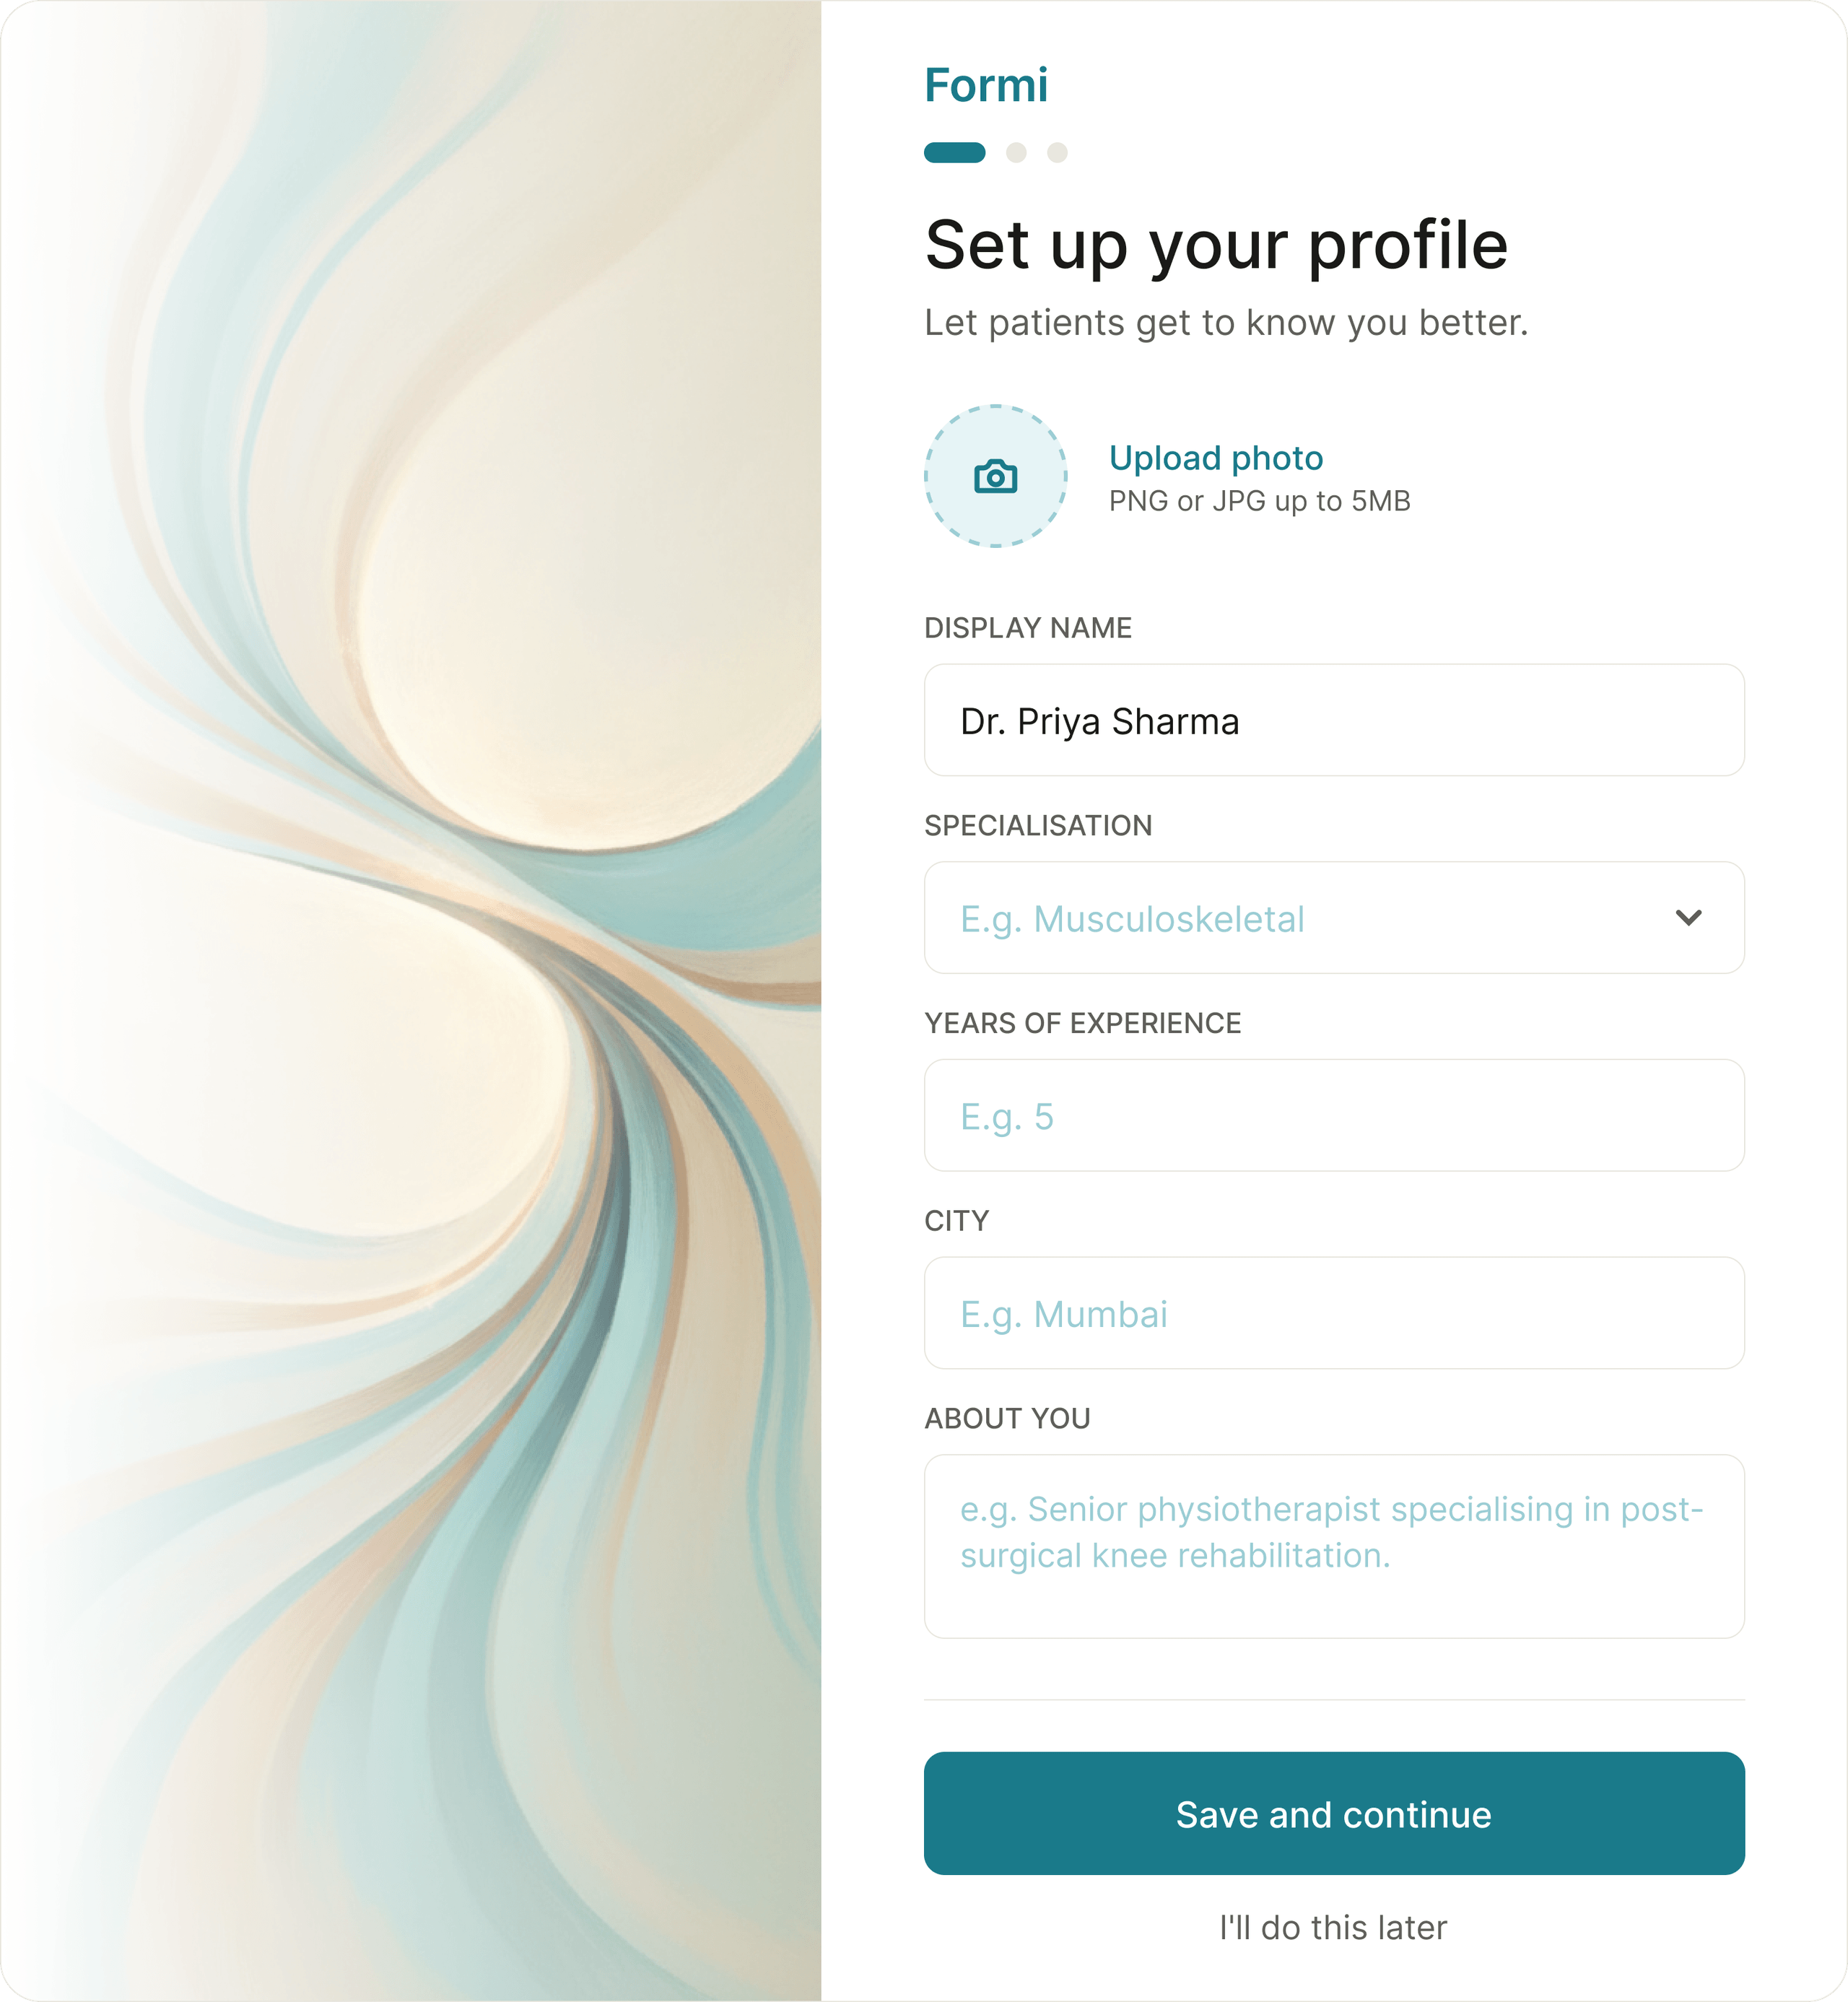 Formi
Set up your profile
Let patients get to know you better.
Upload photo
PNG or JPG up to 5MB
DISPLAY NAME
Dr. Priya Sharma
SPECIALISATION
E.g. Musculoskeletal
YEARS OF EXPERIENCE
E.g. 5
CITY
E.g. Mumbai
ABOUT YOU
e.g. Senior physiotherapist specialising in post-
surgical knee rehabilitation.
Save and continue
I'll do this later